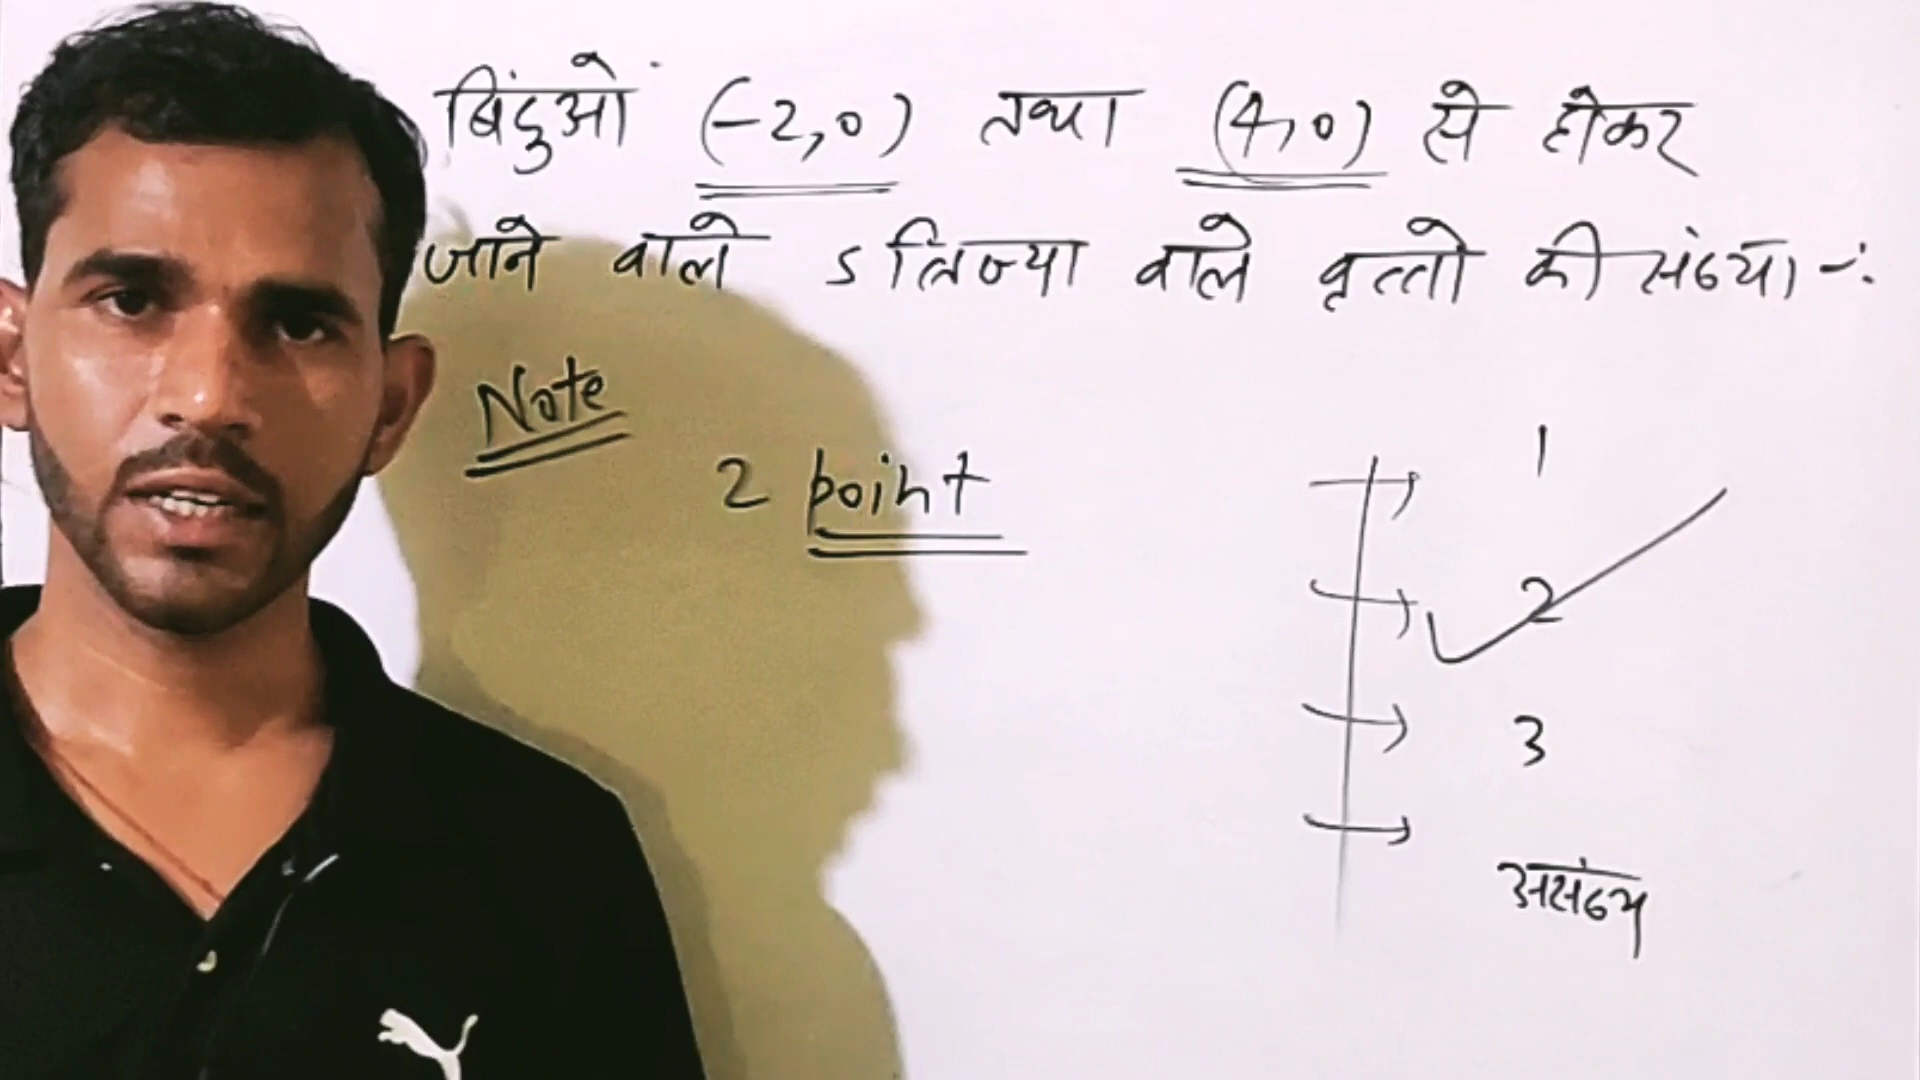 बिंदुओं (-2,0) तथा (4,0) से होकर
जाने वाले 5 त्रिज्या वाले वृत्तो की संख्या -:
Note
2 point
1
2
3
असंख्य